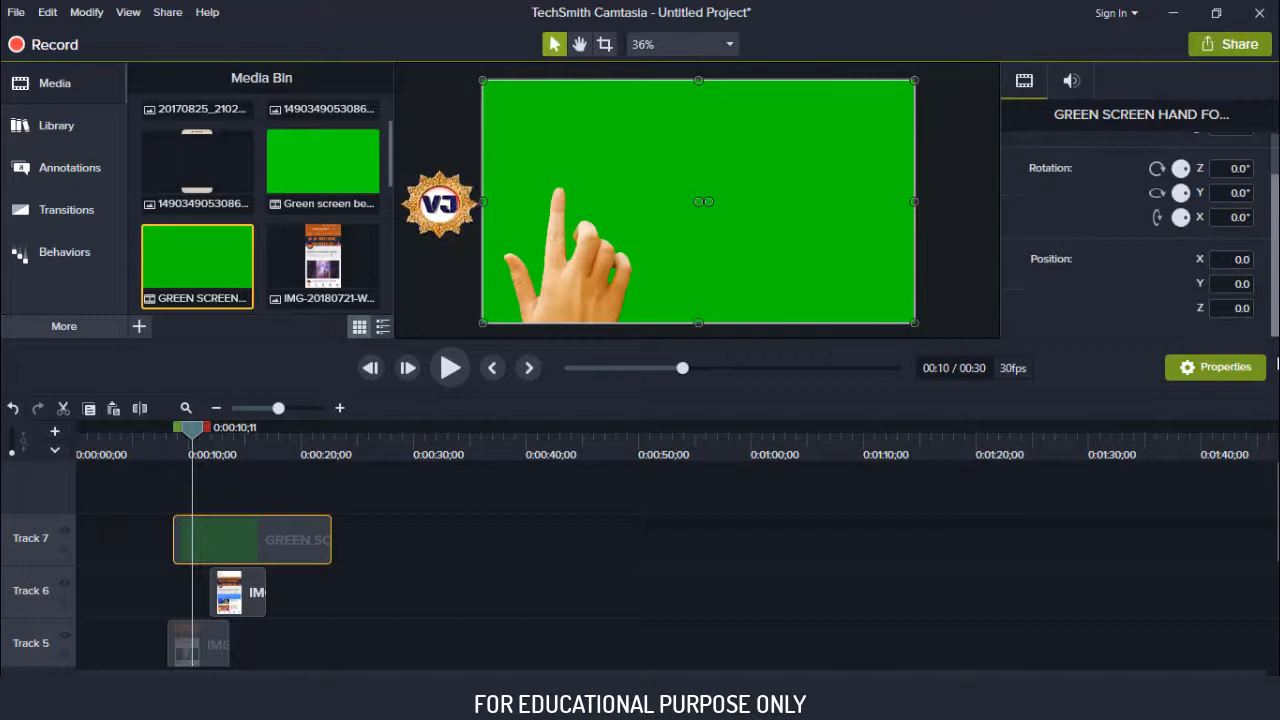 File Edit Modify View Share Help
TechSmith Camtasia - Untitled Project*
Sign In
Record
36%
Share
Media
Library
Annotations
Transitions
Behaviors
More
Media Bin
20170825_2102...
1490349053086...
1490349053086...
Green screen be...
GREEN SCREEN...
IMG-20180721-W...
VJ
GREEN SCREEN HAND FO...
Rotation:
Z 0.0°
Y 0.0°
X 0.0°
Position:
X 0.0
Y 0.0
Z 0.0
00:10 / 00:30 30fps
Properties
0:00:10;11
0:00:00;00 0:00:10;00 0:00:20;00 0:00:30;00 0:00:40;00 0:00:50;00 0:01:00;00 0:01:10;00 0:01:20;00 0:01:30;00 0:01:40;00
Track 7
GREEN SC
Track 6
IM
Track 5
IMG
FOR EDUCATIONAL PURPOSE ONLY